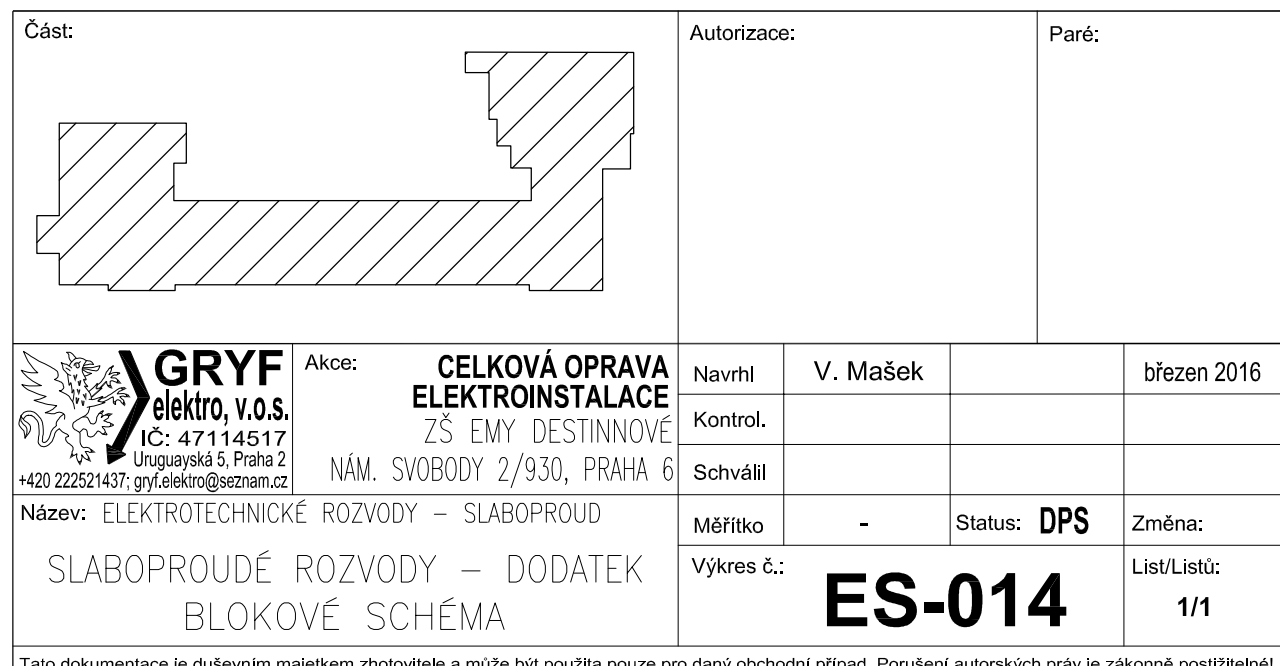 Část:
Autorizace:
Paré:
GRYF
elektro, v.o.s.
IČ: 47114517
Uruguayská 5, Praha 2
+420 222521437; gryf.elektro@seznam.cz
Akce:
CELKOVÁ OPRAVA
ELEKTROINSTALACE
ZŠ EMY DESTINNOVÉ
NÁM. SVOBODY 2/930, PRAHA 6
Navrhl V. Mašek březen 2016
Kontrol.
Schválil
Název: ELEKTROTECHNICKÉ ROZVODY – SLABOPROUD
SLABOPROUDÉ ROZVODY – DODATEK
BLOKOVÉ SCHÉMA
Měřítko - Status: DPS Změna:
Výkres č.: ES-014
List/Listů:
1/1
Tato dokumentace je duševním majetkem zhotovitele a může být použita pouze pro daný obchodní případ. Porušení autorských práv je zákonně postižitelné!